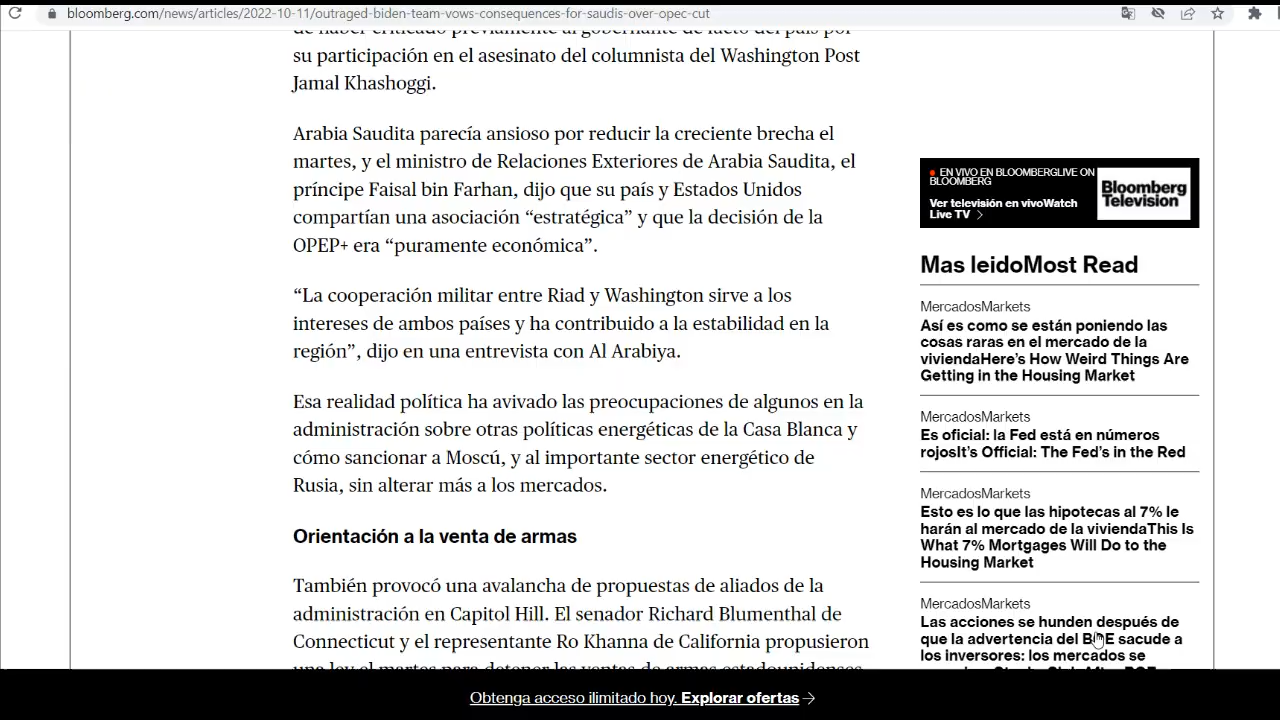 bloomberg.com/news/articles/2022-10-11/outraged-biden-team-vows-consequences-for-saudis-over-opec-cut
de haber criticado previamente al gobernante de facto del país por
su participación en el asesinato del columnista del Washington Post
Jamal Khashoggi.
Arabia Saudita parecía ansioso por reducir la creciente brecha el
martes, y el ministro de Relaciones Exteriores de Arabia Saudita, el
príncipe Faisal bin Farhan, dijo que su país y Estados Unidos
compartían una asociación “estratégica” y que la decisión de la
OPEP+ era “puramente económica”.
“La cooperación militar entre Riad y Washington sirve a los
intereses de ambos países y ha contribuido a la estabilidad en la
región”, dijo en una entrevista con Al Arabiya.
Esa realidad política ha avivado las preocupaciones de algunos en la
administración sobre otras políticas energéticas de la Casa Blanca y
cómo sancionar a Moscú, y al importante sector energético de
Rusia, sin alterar más a los mercados.
Orientación a la venta de armas
También provocó una avalancha de propuestas de aliados de la
administración en Capitol Hill. El senador Richard Blumenthal de
Connecticut y el representante Ro Khanna de California propusieron
una ley el martes para detener las ventas de armas estadounidenses
EN VIVO EN BLOOMBERGLIVE ON
BLOOMBERG
Ver televisión en vivoWatch
Live TV
Bloomberg
Television
Mas leidoMost Read
MercadosMarkets
Así es como se están poniendo las
cosas raras en el mercado de la
viviendaHere's How Weird Things Are
Getting in the Housing Market
MercadosMarkets
Es oficial: la Fed está en números
rojosIt's Official: The Fed's in the Red
MercadosMarkets
Esto es lo que las hipotecas al 7% le
harán al mercado de la viviendaThis Is
What 7% Mortgages Will Do to the
Housing Market
MercadosMarkets
Las acciones se hunden después de
que la advertencia del BOE sacude a
los inversores: los mercados se
Obtenga acceso ilimitado hoy. Explorar ofertas